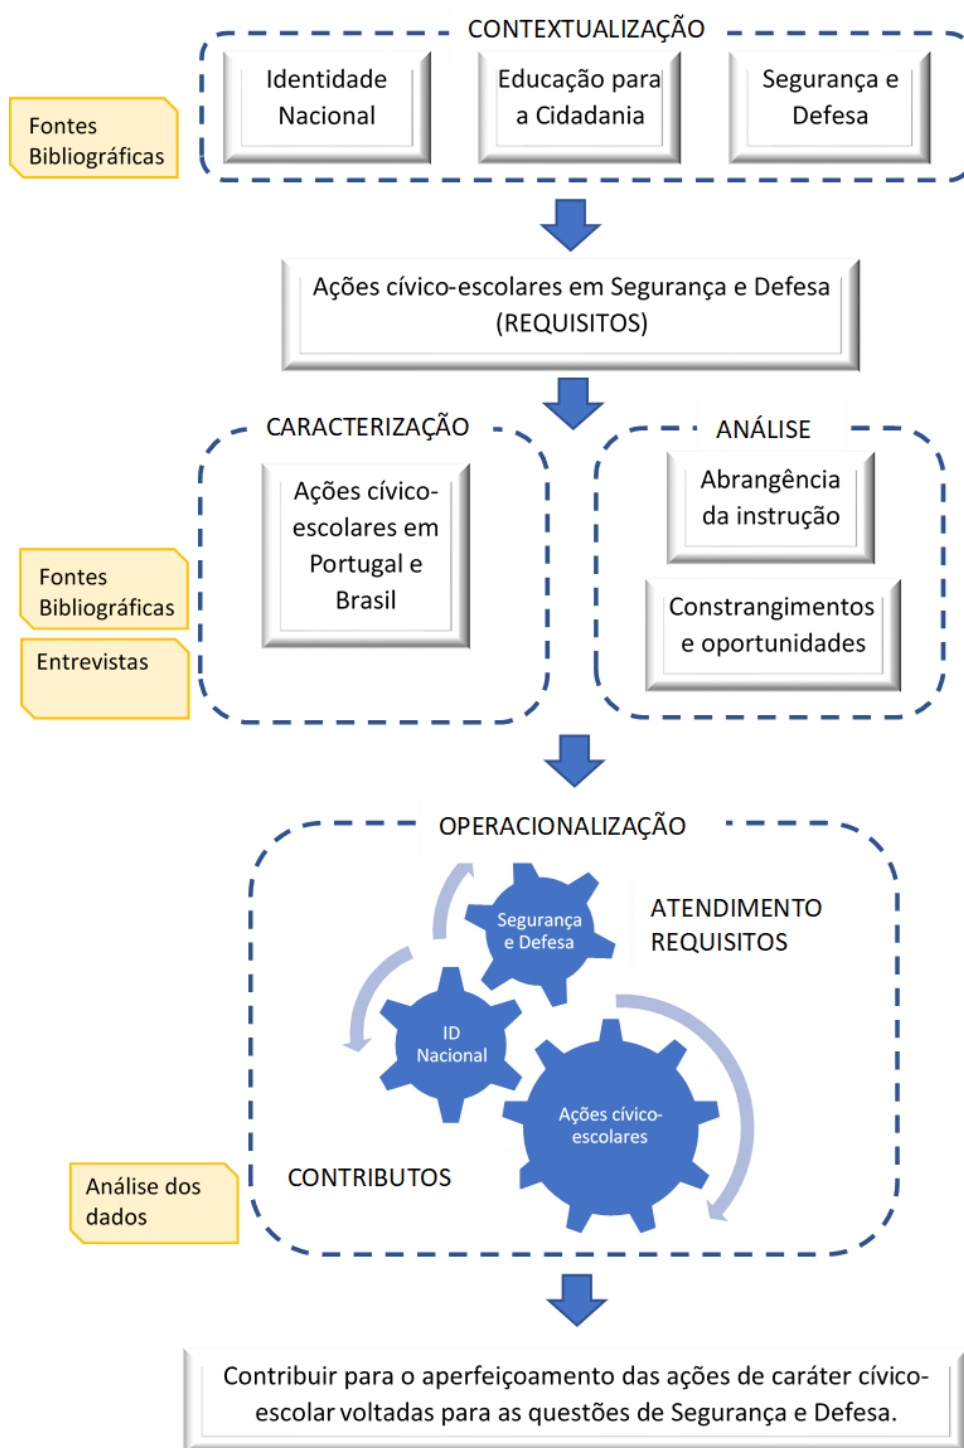 CONTEXTUALIZAÇÃO
Identidade
Nacional
Educação para
a Cidadania
Segurança e
Defesa
Fontes
Bibliográficas
Ações cívico-escolares em Segurança e Defesa
(REQUISITOS)
CARACTERIZAÇÃO
Ações cívico-
escolares em
Portugal e
Brasil
ANÁLISE
Abrangência
da instrução
Constrangimentos
e oportunidades
Fontes
Bibliográficas
Entrevistas
OPERACIONALIZAÇÃO
Segurança
e Defesa
ATENDIMENTO
REQUISITOS
ID
Nacional
Ações cívico-
escolares
CONTRIBUTOS
Análise dos
dados
Contribuir para o aperfeiçoamento das ações de caráter cívico-
escolar voltadas para as questões de Segurança e Defesa.